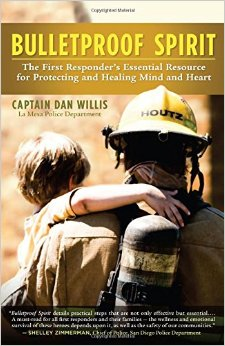 BULLETPROOF SPIRIT
The First Responder's Essential Resource
for Protecting and Healing Mind and Heart
CAPTAIN DAN WILLIS
La Mesa Police Department
HOUTZ
"Bulletproof Spirit details practical steps that are not only effective but essential....
A must-read for all first responders and their families – the wellness and emotional
survival of these heroes depends upon it, as well as the safety of our communities."
— SHELLEY ZIMMERMAN, Chief of Police, San Diego Police Department